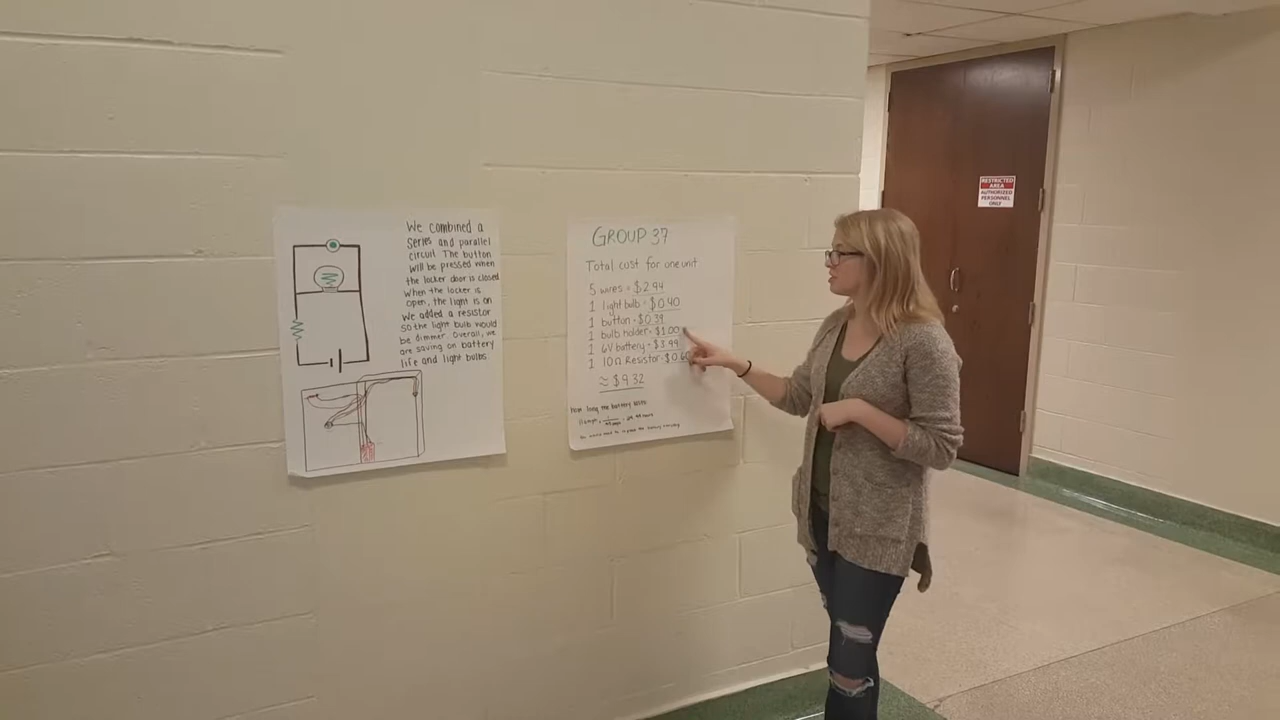 We combined a
series and parallel
circuit. The button
will be pressed when
the locker door is closed
When the locker is
open, the light is on
We added a resistor
so the light bulb would
be dimmer. Overall, we
are saving on battery
life and light bulbs.
GROUP 37
Total cost for one unit
5 wires = $2.94
1 light bulb = $0.40
1 button = $0.39
1 bulb holder = $1.00
1 6V battery = $3.99
1 10Ω Resistor = $0.60
≈ $9.32
how long the battery lasts:
RESTRICTED
AREA
AUTHORIZED
PERSONNEL
ONLY